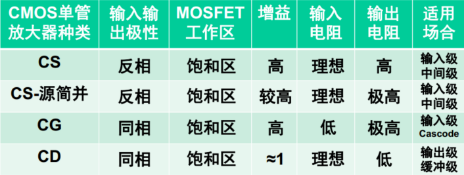 CMOS单管放大器种类 输入输出极性 MOSFET工作区 增益 输入电阻 输出电阻 适用场合
CS 反相 饱和区 高 理想 高 输入级 中间级
CS-源简并 反相 饱和区 较高 理想 极高 输入级 中间级
CG 同相 饱和区 高 低 极高 输入级 Cascode
CD 同相 饱和区 ≈1 理想 低 输出级 缓冲级